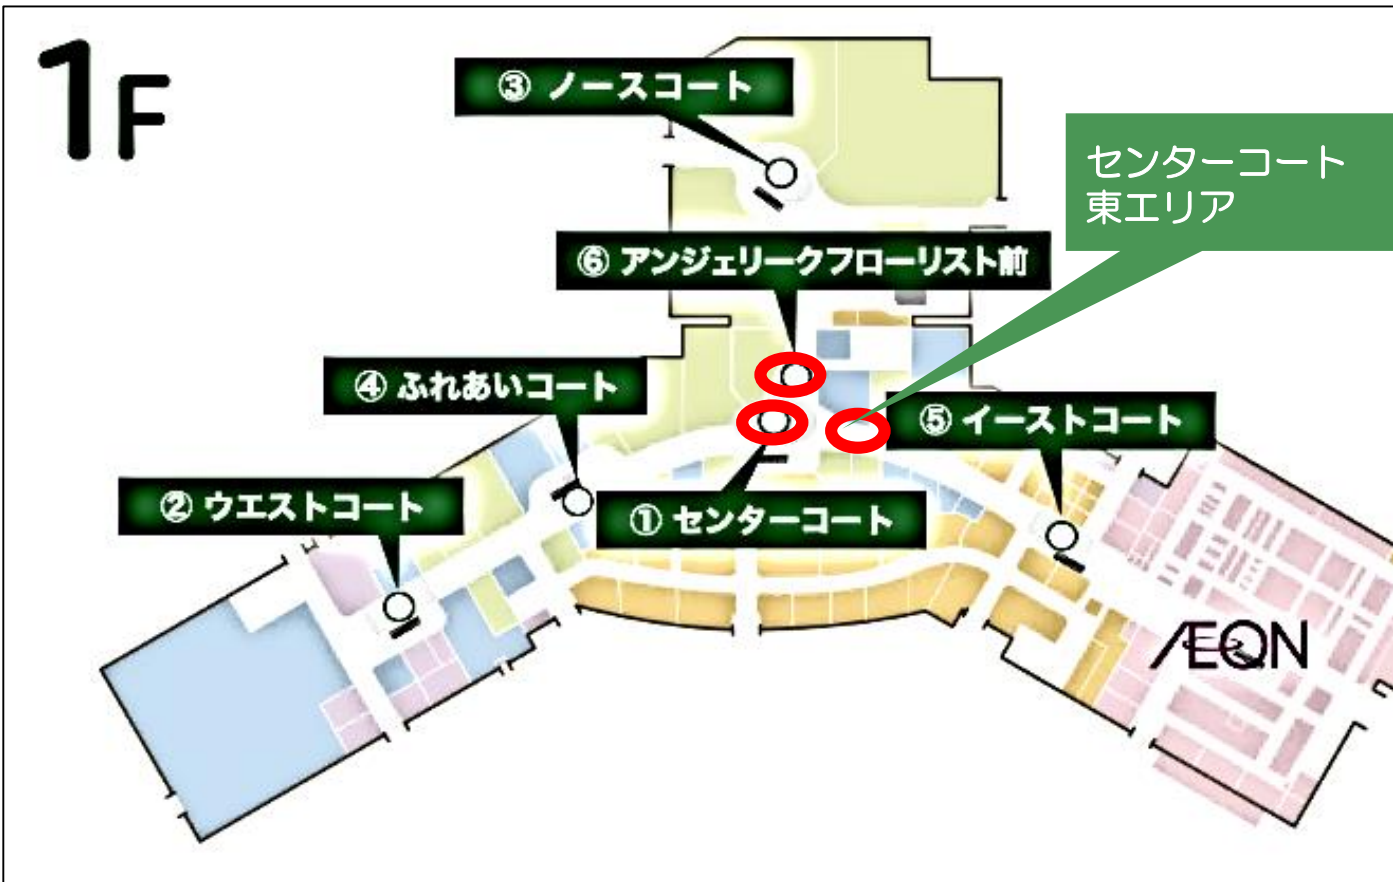 1F
③ ノースコート
センターコート
東エリア
⑥ アンジェリークフローリスト前
④ ふれあいコート
⑤ イーストコート
② ウエストコート
① センターコート
ÆON